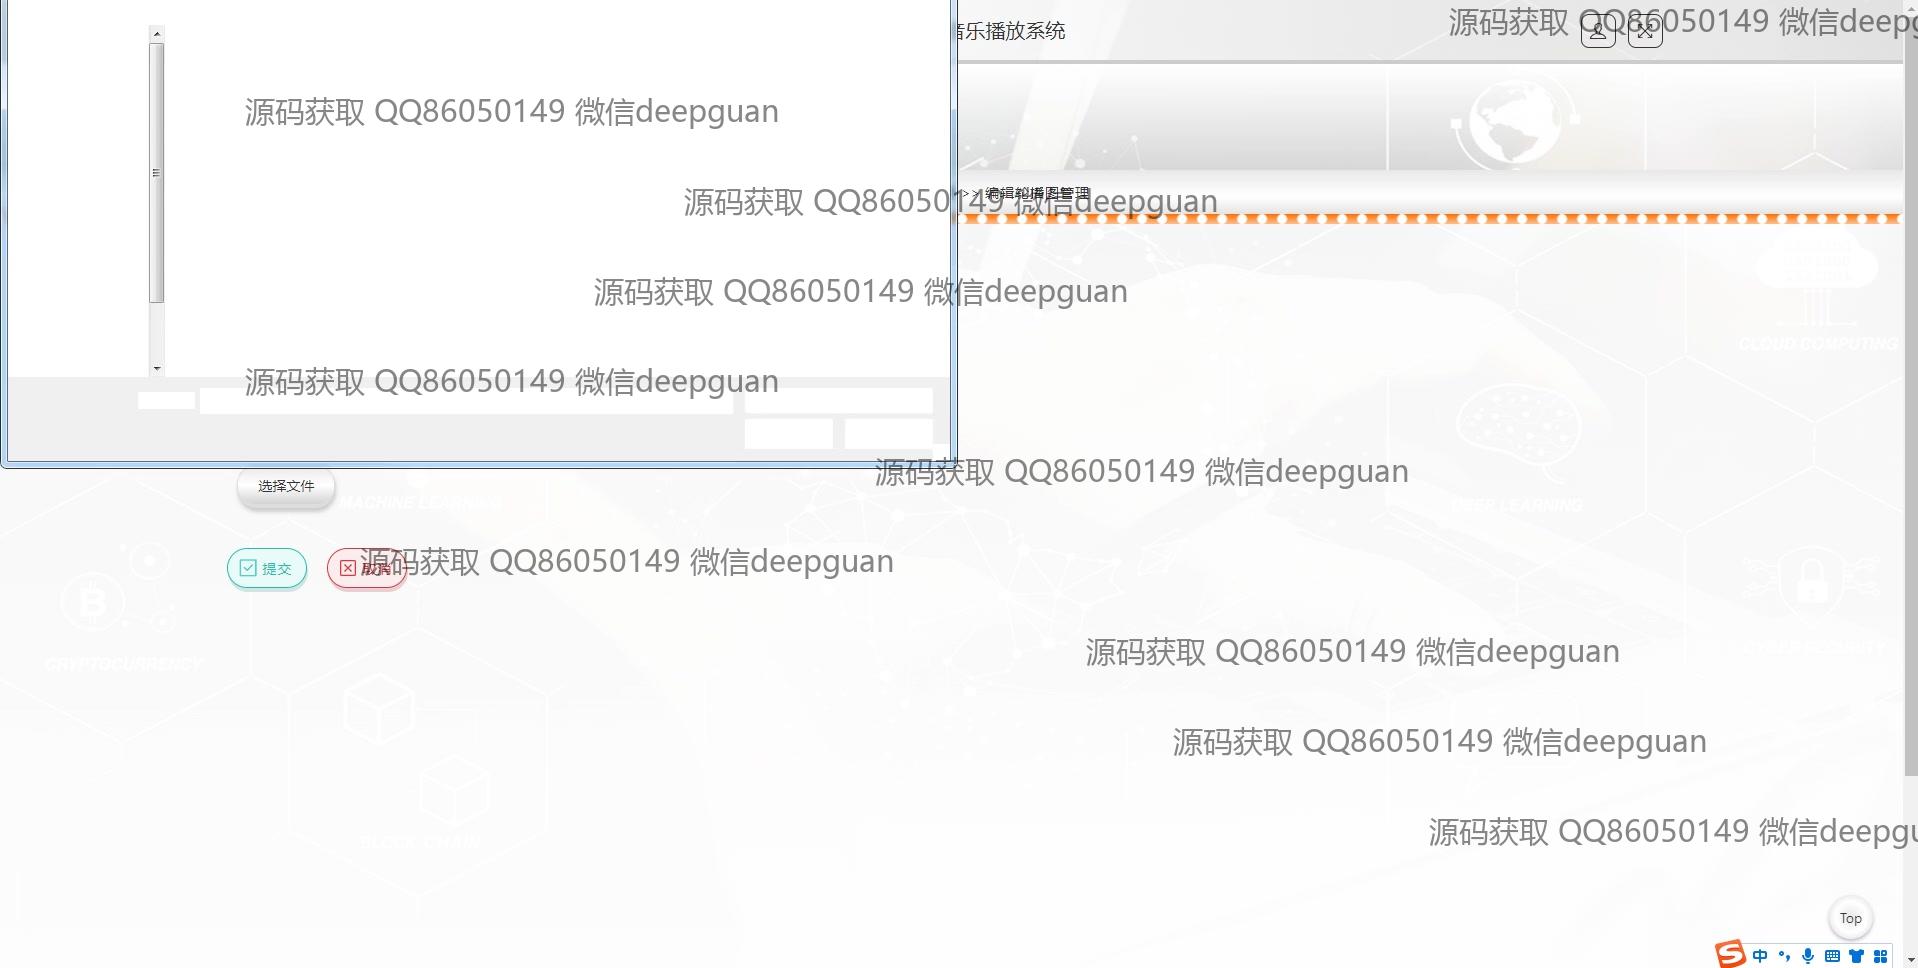 音乐播放系统
源码获取 QQ86050149 微信deepg
源码获取 QQ86050149 微信deepguan
>> 编辑轮播图管理
源码获取 QQ86050149 微信deepguan
源码获取 QQ86050149 微信deepguan
CLOUD COMPUTING
源码获取 QQ86050149 微信deepguan
源码获取 QQ86050149 微信deepguan
选择文件
MACHINE LEARNING
DEEP LEARNING
提交
取消
源码获取 QQ86050149 微信deepguan
CRYPTOCURRENCY
CYBER SECURITY
源码获取 QQ86050149 微信deepguan
源码获取 QQ86050149 微信deepguan
源码获取 QQ86050149 微信deepgu
BLOCK CHAIN
Top
中